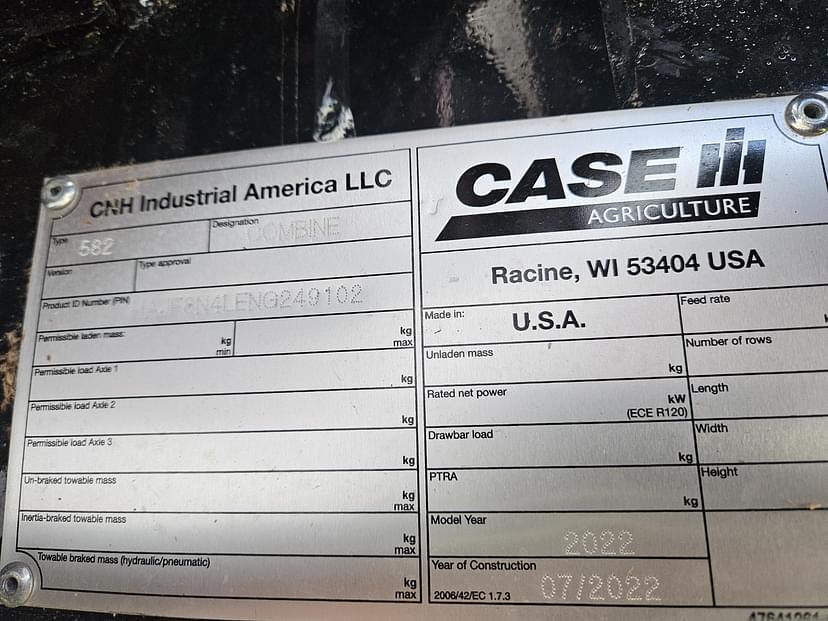 CNH Industrial America LLC
Type
582
Designation
COMBINE
Version
Type approval
Product ID Number (PIN)
Permissible laden mass:
kg
min
kg
max
Permissible load Axle 1
kg
Permissible load Axle 2
kg
Permissible load Axle 3
kg
Un-braked towable mass
kg
max
Inertia-braked towable mass
kg
max
Towable braked mass (hydraulic/pneumatic)
kg
max
CASE IH
AGRICULTURE
Racine, WI 53404 USA
Made in:
U.S.A.
Feed rate
Unladen mass
kg
Number of rows
Rated net power
kW
(ECE R120)
Length
Drawbar load
kg
Width
PTRA
kg
Height
Model Year
2022
Year of Construction
2006/42/EC 1.7.3
07/2022